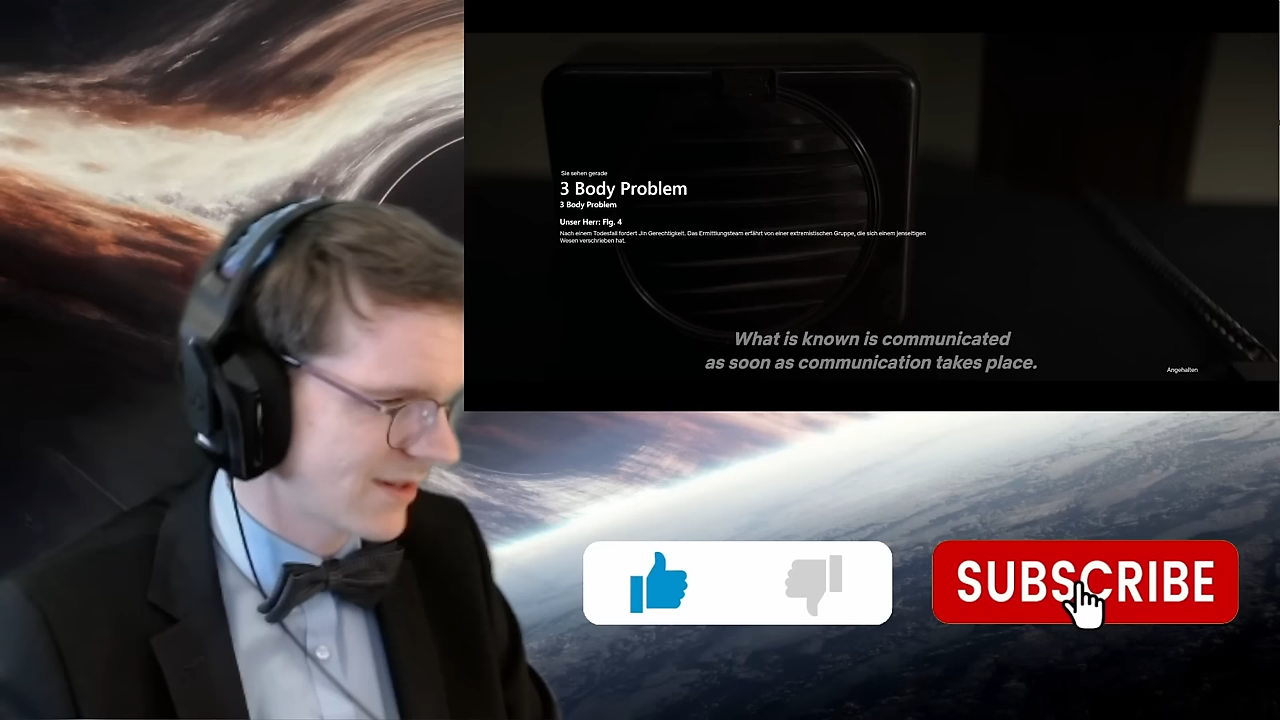 Sie sehen gerade
3 Body Problem
3 Body Problem
Unser Herr: Flg. 4
Nach einem Todesfall fordert Jin Gerechtigkeit. Das Ermittlungsteam erfährt von einer extremistischen Gruppe, die sich einem jenseitigen
Wesen verschrieben hat.
What is known is communicated
as soon as communication takes place.
Angehalten
SUBSCRIBE